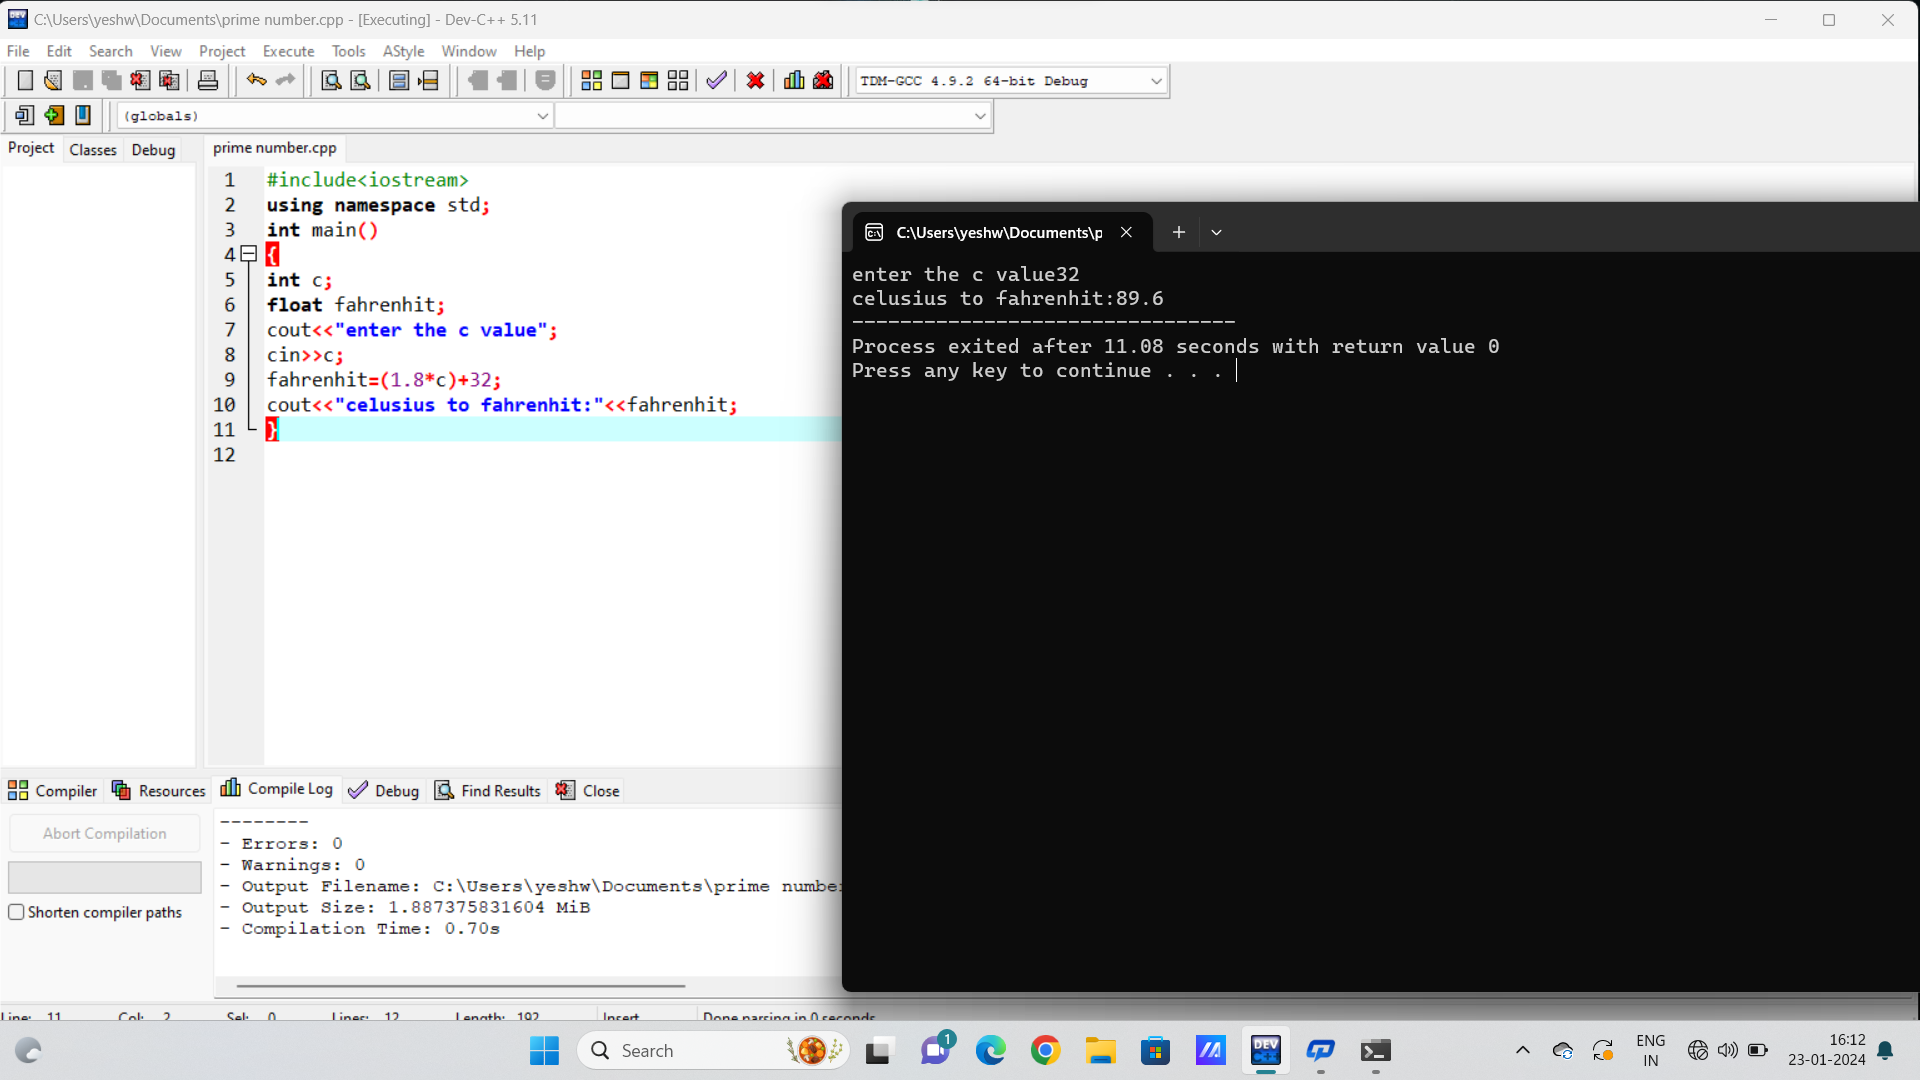 C:\Users\yeshw\Documents\prime number.cpp - [Executing] - Dev-C++ 5.11
File Edit Search View Project Execute Tools AStyle Window Help
TDM-GCC 4.9.2 64-bit Debug
(globals)
Project Classes Debug
prime number.cpp
1 #include<iostream>
2 using namespace std;
3 int main()
4 {
5 int c;
6 float fahrenhit;
7 cout<<"enter the c value";
8 cin>>c;
9 fahrenhit=(1.8*c)+32;
10 cout<<"celusius to fahrenhit:"<<fahrenhit;
11 }
12
C:\Users\yeshw\Documents\p
enter the c value32
celusius to fahrenhit:89.6
--------------------------------
Process exited after 11.08 seconds with return value 0
Press any key to continue . . .
Compiler Resources Compile Log Debug Find Results Close
Abort Compilation
Shorten compiler paths
--------
- Errors: 0
- Warnings: 0
- Output Filename: C:\Users\yeshw\Documents\prime number
- Output Size: 1.887375831604 MiB
- Compilation Time: 0.70s
Line: 11 Col: 2 Sel: 0 Lines: 12 Length: 192 Insert Done parsing in 0 seconds
Search
1
DEV C++
ENG
IN
16:12
23-01-2024